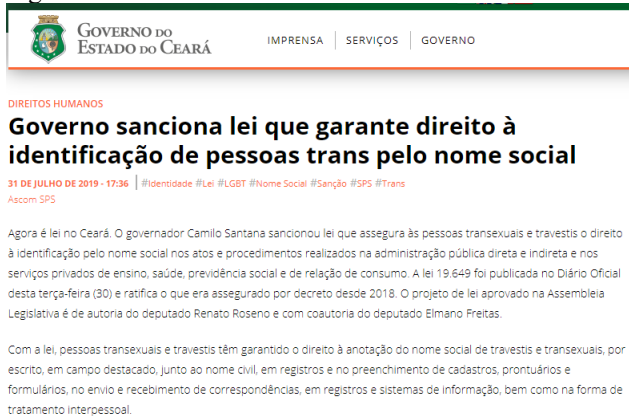 GOVERNO DO
ESTADO DO CEARÁ
IMPRENSA SERVIÇOS GOVERNO
DIREITOS HUMANOS
Governo sanciona lei que garante direito à
identificação de pessoas trans pelo nome social
31 DE JULHO DE 2019 - 17:36 #Identidade #Lei #LGBT #Nome Social #Sanção #SPS #Trans
Ascom SPS
Agora é lei no Ceará. O governador Camilo Santana sancionou lei que assegura às pessoas transexuais e travestis o direito
à identificação pelo nome social nos atos e procedimentos realizados na administração pública direta e indireta e nos
serviços privados de ensino, saúde, previdência social e de relação de consumo. A lei 19.649 foi publicada no Diário Oficial
desta terça-feira (30) e ratifica o que era assegurado por decreto desde 2018. O projeto de lei aprovado na Assembleia
Legislativa é de autoria do deputado Renato Roseno e com coautoria do deputado Elmano Freitas.
Com a lei, pessoas transexuais e travestis têm garantido o direito à anotação do nome social de travestis e transexuais, por
escrito, em campo destacado, junto ao nome civil, em registros e no preenchimento de cadastros, prontuários e
formulários, no envio e recebimento de correspondências, em registros e sistemas de informação, bem como na forma de
tratamento interpessoal.